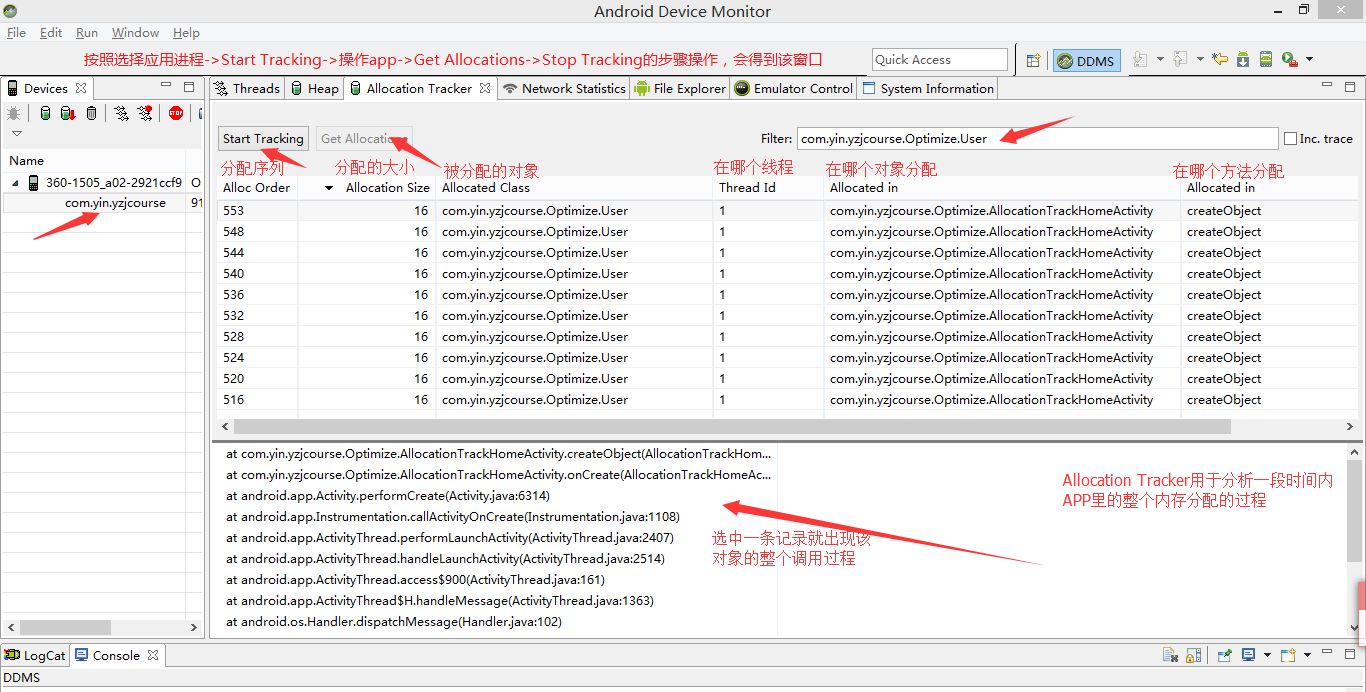 Android Device Monitor
File Edit Run Window Help
按照选择应用进程->Start Tracking->操作app->Get Allocations->Stop Tracking的步骤操作，会得到该窗口
Quick Access
DDMS
Devices
Threads Heap Allocation Tracker Network Statistics File Explorer Emulator Control System Information
Start Tracking
Filter: com.yin.yzjcourse.Optimize.User
Inc. trace
Name
360-1505_a02-2921ccf9 O
com.yin.yzjcourse 91
分配序列 分配的大小 被分配的对象 在哪个线程 在哪个对象分配 在哪个方法分配
Alloc Order Allocation Size Allocated Class Thread Id Allocated in Allocated in
553 16 com.yin.yzjcourse.Optimize.User 1 com.yin.yzjcourse.Optimize.AllocationTrackHomeActivity createObject
548 16 com.yin.yzjcourse.Optimize.User 1 com.yin.yzjcourse.Optimize.AllocationTrackHomeActivity createObject
544 16 com.yin.yzjcourse.Optimize.User 1 com.yin.yzjcourse.Optimize.AllocationTrackHomeActivity createObject
540 16 com.yin.yzjcourse.Optimize.User 1 com.yin.yzjcourse.Optimize.AllocationTrackHomeActivity createObject
536 16 com.yin.yzjcourse.Optimize.User 1 com.yin.yzjcourse.Optimize.AllocationTrackHomeActivity createObject
532 16 com.yin.yzjcourse.Optimize.User 1 com.yin.yzjcourse.Optimize.AllocationTrackHomeActivity createObject
528 16 com.yin.yzjcourse.Optimize.User 1 com.yin.yzjcourse.Optimize.AllocationTrackHomeActivity createObject
524 16 com.yin.yzjcourse.Optimize.User 1 com.yin.yzjcourse.Optimize.AllocationTrackHomeActivity createObject
520 16 com.yin.yzjcourse.Optimize.User 1 com.yin.yzjcourse.Optimize.AllocationTrackHomeActivity createObject
516 16 com.yin.yzjcourse.Optimize.User 1 com.yin.yzjcourse.Optimize.AllocationTrackHomeActivity createObject
at com.yin.yzjcourse.Optimize.AllocationTrackHomeActivity.createObject(AllocationTrackHom...
at com.yin.yzjcourse.Optimize.AllocationTrackHomeActivity.onCreate(AllocationTrackHomeAc...
at android.app.Activity.performCreate(Activity.java:6314)
at android.app.Instrumentation.callActivityOnCreate(Instrumentation.java:1108)
at android.app.ActivityThread.performLaunchActivity(ActivityThread.java:2407)
at android.app.ActivityThread.handleLaunchActivity(ActivityThread.java:2514)
at android.app.ActivityThread.access$900(ActivityThread.java:161)
at android.app.ActivityThread$H.handleMessage(ActivityThread.java:1363)
at android.os.Handler.dispatchMessage(Handler.java:102)
Allocation Tracker用于分析一段时间内
APP里的整个内存分配的过程
选中一条记录就出现该
对象的整个调用过程
LogCat Console
DDMS